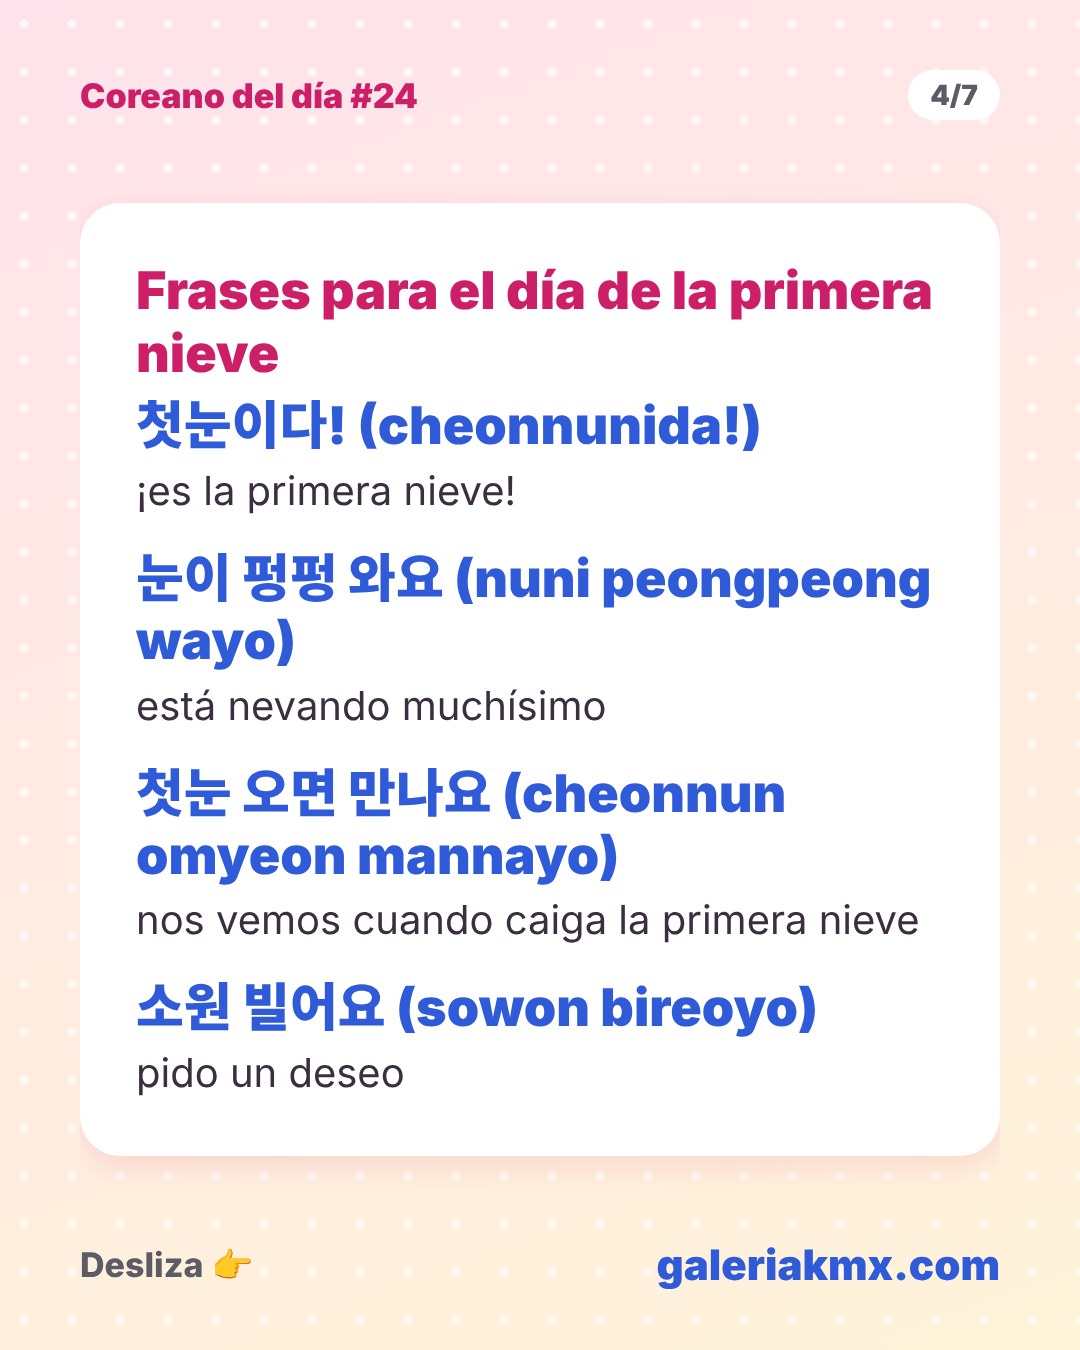 Coreano del día #24
4/7
Frases para el día de la primera
nieve
첫눈이다! (cheonnunida!)
¡es la primera nieve!
눈이 펑펑 와요 (nuni peongpeong
wayo)
está nevando muchísimo
첫눈 오면 만나요 (cheonnun
omyeon mannayo)
nos vemos cuando caiga la primera nieve
소원 빌어요 (sowon bireoyo)
pido un deseo
Desliza 👉
galeriakmx.com